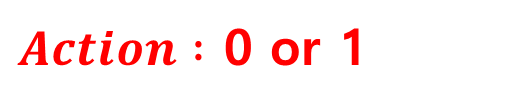 Action : 0 or 1